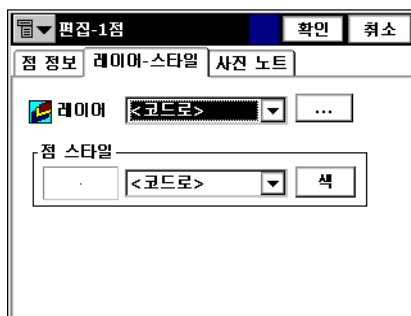 편집-1점 확인 취소
점 정보 레이어-스타일 사진 노트
레이어 <코드로> ...
점 스타일
<코드로> 색